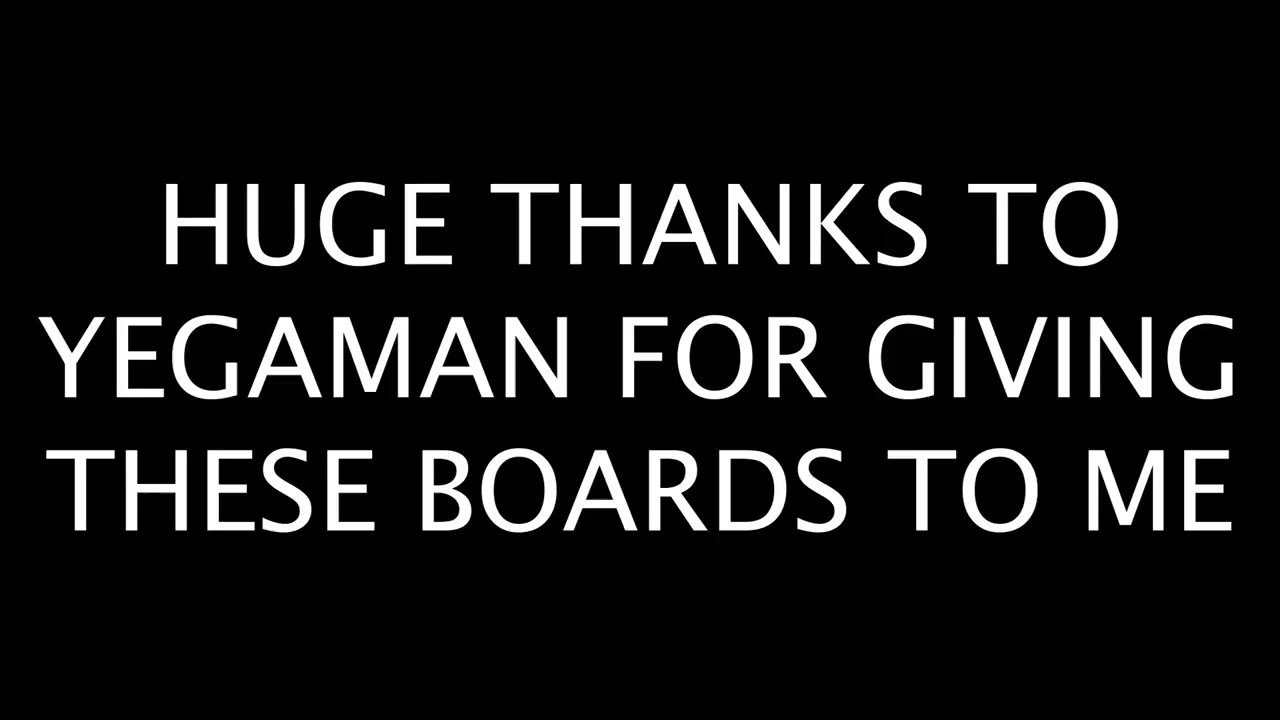 HUGE THANKS TO
YEGAMAN FOR GIVING
THESE BOARDS TO ME